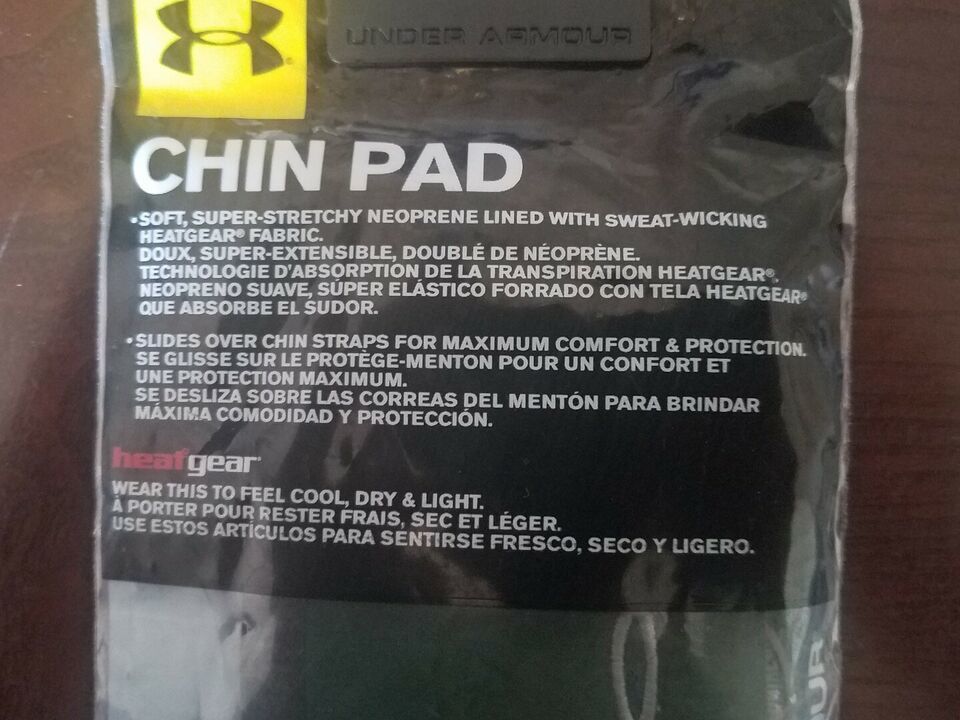 UNDER ARMOUR
CHIN PAD
•SOFT, SUPER-STRETCHY NEOPRENE LINED WITH SWEAT-WICKING
HEATGEAR® FABRIC.
DOUX, SUPER-EXTENSIBLE, DOUBLÉ DE NÉOPRÈNE.
TECHNOLOGIE D'ABSORPTION DE LA TRANSPIRATION HEATGEAR®.
NEOPRENO SUAVE, SÚPER ELÁSTICO FORRADO CON TELA HEATGEAR®
QUE ABSORBE EL SUDOR.
•SLIDES OVER CHIN STRAPS FOR MAXIMUM COMFORT & PROTECTION.
SE GLISSE SUR LE PROTÈGE-MENTON POUR UN CONFORT ET
UNE PROTECTION MAXIMUM.
SE DESLIZA SOBRE LAS CORREAS DEL MENTÓN PARA BRINDAR
MÁXIMA COMODIDAD Y PROTECCIÓN.
heatgear®
WEAR THIS TO FEEL COOL, DRY & LIGHT.
À PORTER POUR RESTER FRAIS, SEC ET LÉGER.
USE ESTOS ARTÍCULOS PARA SENTIRSE FRESCO, SECO Y LIGERO.